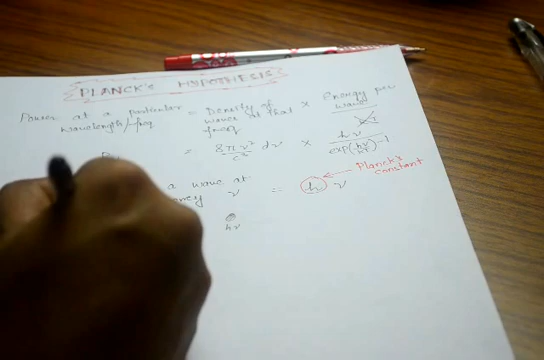 PLANCK's HYPOTHESIS
Power at a particular wavelength/freq = Density of waves at that freq × Energy per wave
8πν²/c³ dν × hν/(exp(hν/kT)-1)
a wave at ν = h ν
Planck's constant
hν